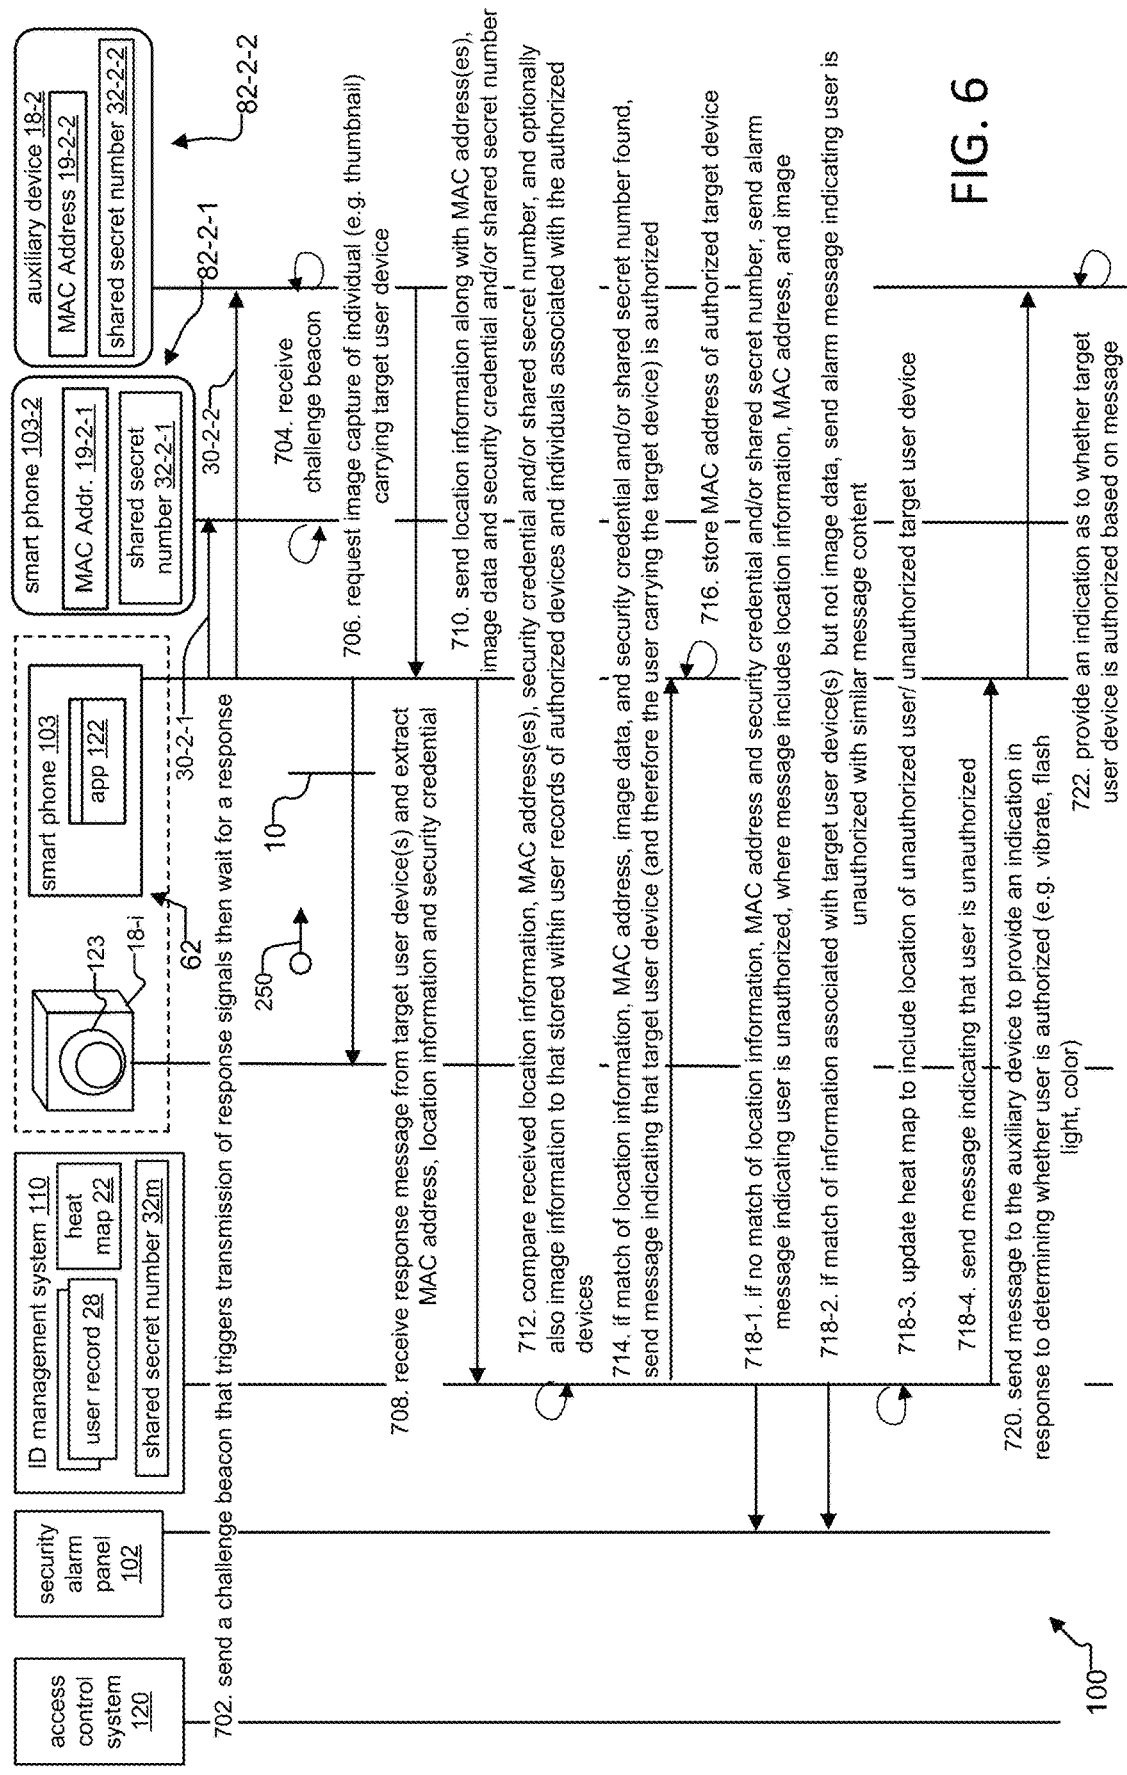 access
control
system
120
security
alarm
panel
102
ID management system 110
user record 28
heat
map 22
shared secret number 32m
123
18-i
62
smart phone 103
app 122
smart phone 103-2
MAC Addr. 19-2-1
shared secret
number 32-2-1
auxiliary device 18-2
MAC Address 19-2-2
shared secret number 32-2-2
82-2-1
82-2-2
702. send a challenge beacon that triggers transmission of response signals then wait for a response
30-2-1
30-2-2
250
10
704. receive
challenge beacon
706. request image capture of individual (e.g. thumbnail)
carrying target user device
708. receive response message from target user device(s) and extract
MAC address, location information and security credential
710. send location information along with MAC address(es),
image data and security credential and/or shared secret number
712. compare received location information, MAC address(es), security credential and/or shared secret number, and optionally
also image information to that stored within user records of authorized devices and individuals associated with the authorized
devices
714. if match of location information, MAC address, image data, and security credential and/or shared secret number found,
send message indicating that target user device (and therefore the user carrying the target device) is authorized
716. store MAC address of authorized target device
718-1. if no match of location information, MAC address and security credential and/or shared secret number, send alarm
message indicating user is unauthorized, where message includes location information, MAC address, and image
718-2. if match of information associated with target user device(s) but not image data, send alarm message indicating user is
unauthorized with similar message content
718-3. update heat map to include location of unauthorized user/ unauthorized target user device
718-4. send message indicating that user is unauthorized
720. send message to the auxiliary device to provide an indication in
response to determining whether user is authorized (e.g. vibrate, flash
light, color)
722. provide an indication as to whether target
user device is authorized based on message
100
FIG. 6